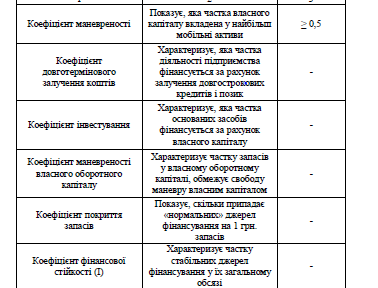 Коефіцієнт маневреності
Показує, яка частка власного
капіталу вкладена у найбільш
мобільні активи
≥ 0,5
Коефіцієнт
довготермінового
залучення коштів
Характеризує, яка частка
діяльності підприємства
фінансується за рахунок
залучення довгострокових
кредитів і позик
-
Коефіцієнт інвестування
Характеризує, яка частка
основаних засобів
фінансується за рахунок
власного капіталу
-
Коефіцієнт маневреності
власного оборотного
капіталу
Характеризує частку запасів
у власному оборотному
капіталі, обмежує свободу
маневру власним капіталом
-
Коефіцієнт покриття
запасів
Показує, скільки припадає
«нормальних» джерел
фінансування на 1 грн.
запасів
-
Коефіцієнт фінансової
стійкості (I)
Характеризує частку
стабільних джерел
фінансування у їх загальному
обсязі
-